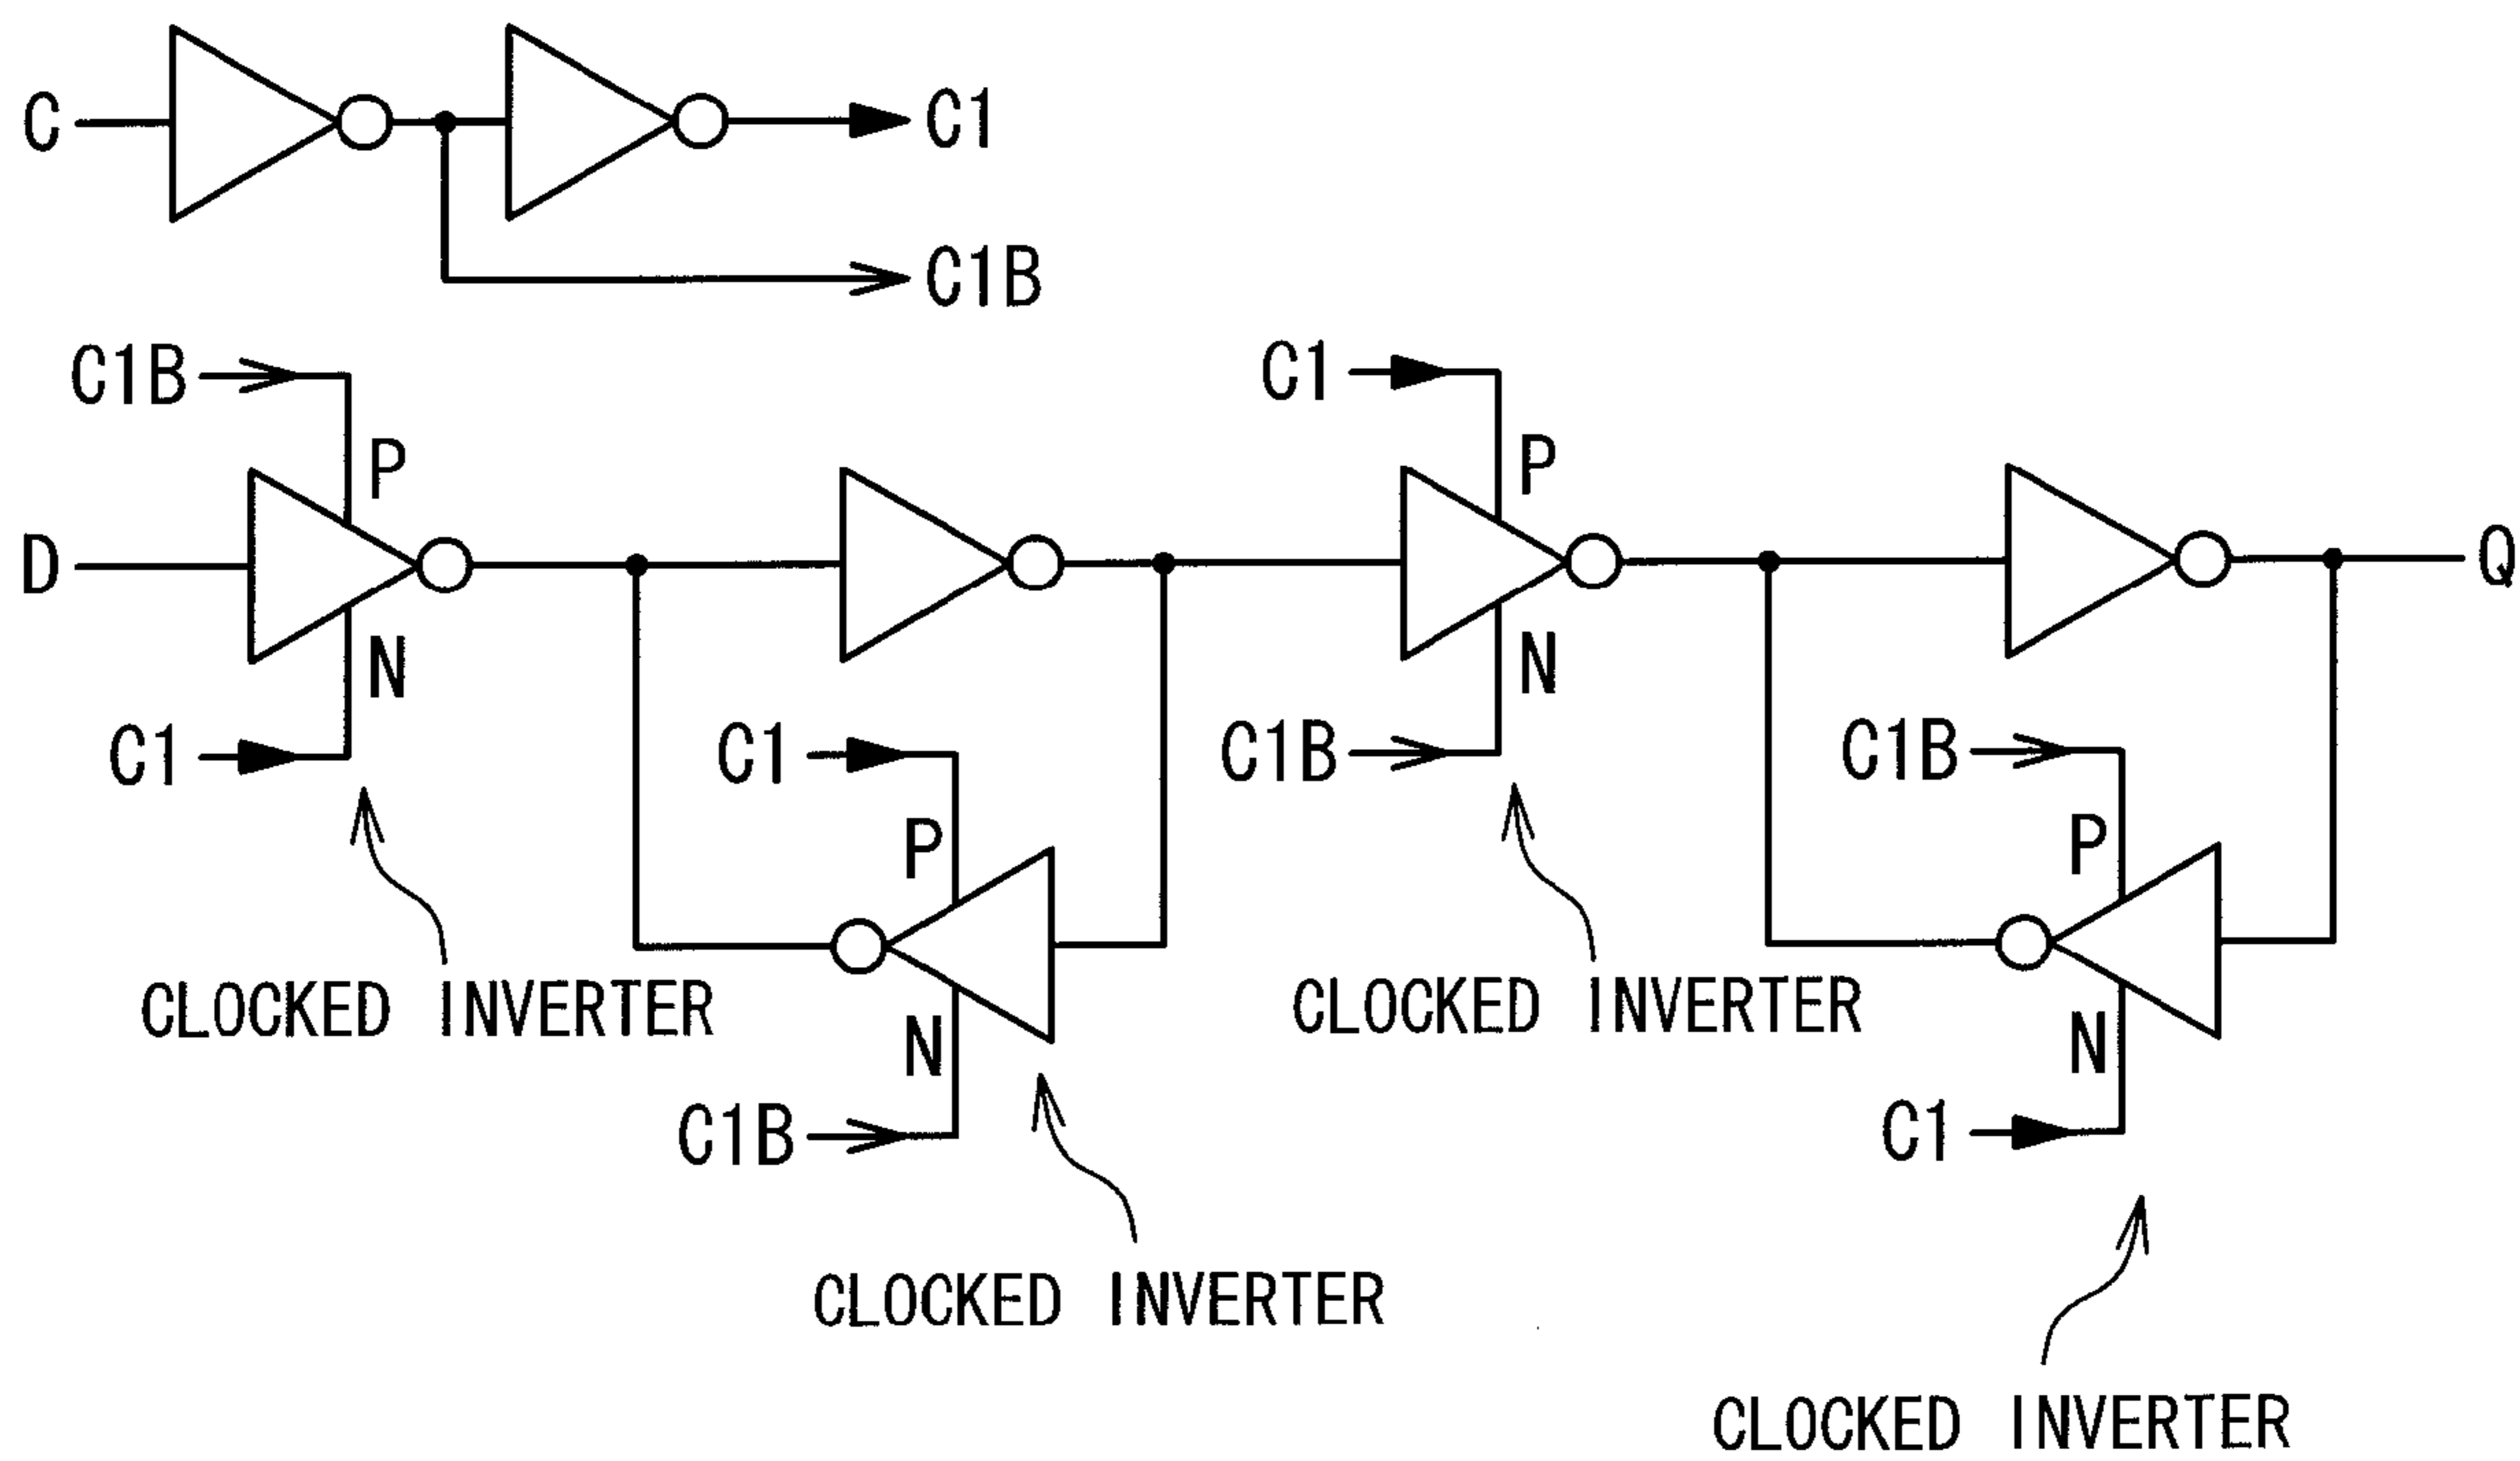 C
C1
C1B
C1B
C1
P
P
D
Q
N
N
C1
C1
C1B
C1B
P
P
CLOCKED INVERTER
CLOCKED INVERTER
N
N
C1B
C1
CLOCKED INVERTER
CLOCKED INVERTER